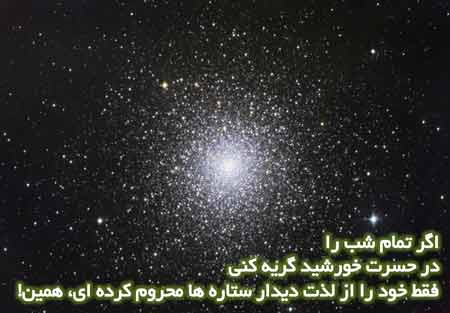 اگر تمام شب را
در حسرت خورشید گریه کنی
فقط خود را از لذت دیدار ستاره ها محروم کرده ای، همین!